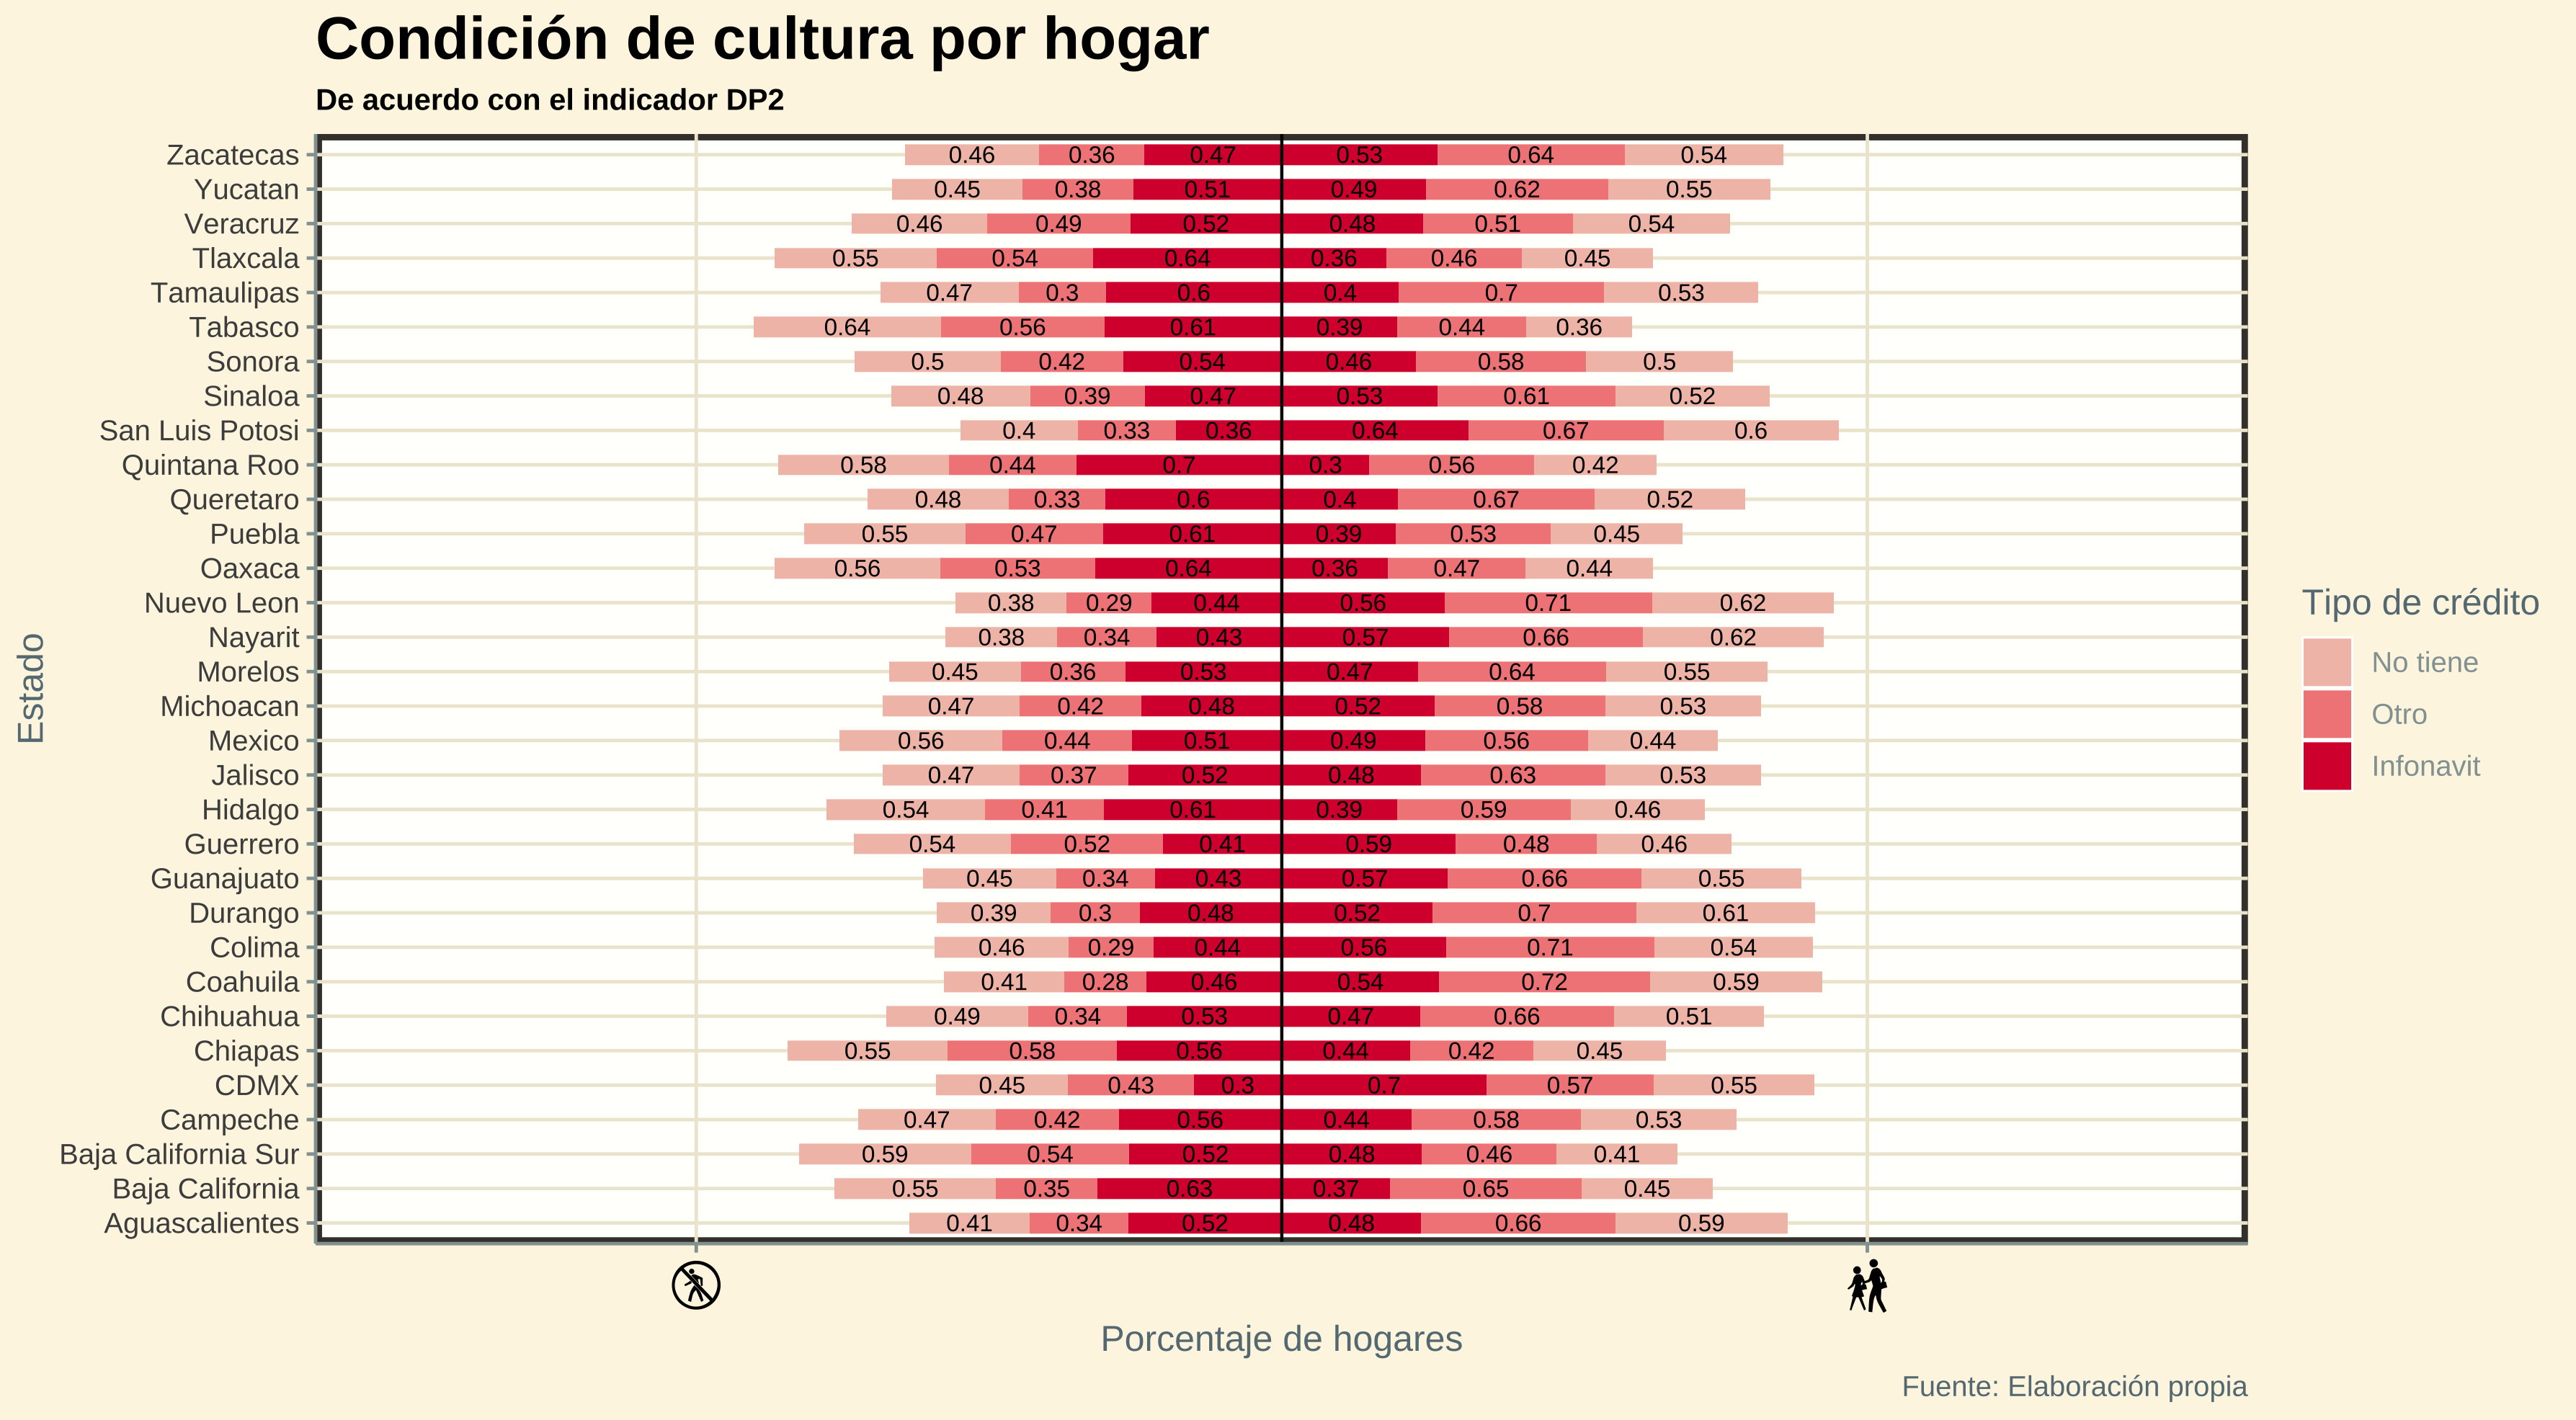 Condición de cultura por hogar
De acuerdo con el indicador DP2
Zacatecas 0.46 0.36 0.47 0.53 0.64 0.54
Yucatan 0.45 0.38 0.51 0.49 0.62 0.55
Veracruz 0.46 0.49 0.52 0.48 0.51 0.54
Tlaxcala 0.55 0.54 0.64 0.36 0.46 0.45
Tamaulipas 0.47 0.3 0.6 0.4 0.7 0.53
Tabasco 0.64 0.56 0.61 0.39 0.44 0.36
Sonora 0.5 0.42 0.54 0.46 0.58 0.5
Sinaloa 0.48 0.39 0.47 0.53 0.61 0.52
San Luis Potosi 0.4 0.33 0.36 0.64 0.67 0.6
Quintana Roo 0.58 0.44 0.7 0.3 0.56 0.42
Queretaro 0.48 0.33 0.6 0.4 0.67 0.52
Puebla 0.55 0.47 0.61 0.39 0.53 0.45
Oaxaca 0.56 0.53 0.64 0.36 0.47 0.44
Nuevo Leon 0.38 0.29 0.44 0.56 0.71 0.62
Nayarit 0.38 0.34 0.43 0.57 0.66 0.62
Morelos 0.45 0.36 0.53 0.47 0.64 0.55
Michoacan 0.47 0.42 0.48 0.52 0.58 0.53
Mexico 0.56 0.44 0.51 0.49 0.56 0.44
Jalisco 0.47 0.37 0.52 0.48 0.63 0.53
Hidalgo 0.54 0.41 0.61 0.39 0.59 0.46
Guerrero 0.54 0.52 0.41 0.59 0.48 0.46
Guanajuato 0.45 0.34 0.43 0.57 0.66 0.55
Durango 0.39 0.3 0.48 0.52 0.7 0.61
Colima 0.46 0.29 0.44 0.56 0.71 0.54
Coahuila 0.41 0.28 0.46 0.54 0.72 0.59
Chihuahua 0.49 0.34 0.53 0.47 0.66 0.51
Chiapas 0.55 0.58 0.56 0.44 0.42 0.45
CDMX 0.45 0.43 0.3 0.7 0.57 0.55
Campeche 0.47 0.42 0.56 0.44 0.58 0.53
Baja California Sur 0.59 0.54 0.52 0.48 0.46 0.41
Baja California 0.55 0.35 0.63 0.37 0.65 0.45
Aguascalientes 0.41 0.34 0.52 0.48 0.66 0.59
Estado
Porcentaje de hogares
Tipo de crédito
No tiene
Otro
Infonavit
Fuente: Elaboración propia